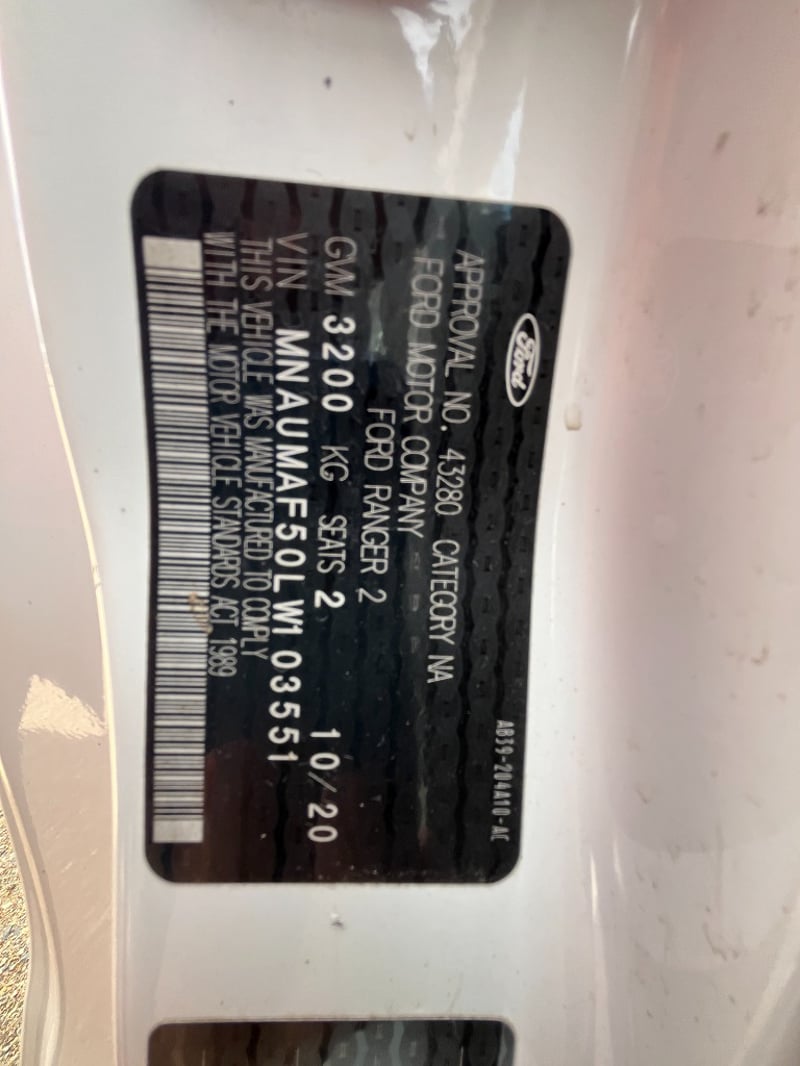 Ford
AB39-204A10-AC
APPROVAL NO. 43280 CATEGORY NA
FORD MOTOR COMPANY
FORD RANGER 2
GVM 3200 KG SEATS 2 10/20
VIN MNAUMAF50LW103551
THIS VEHICLE WAS MANUFACTURED TO COMPLY
WITH THE MOTOR VEHICLE STANDARDS ACT 1989